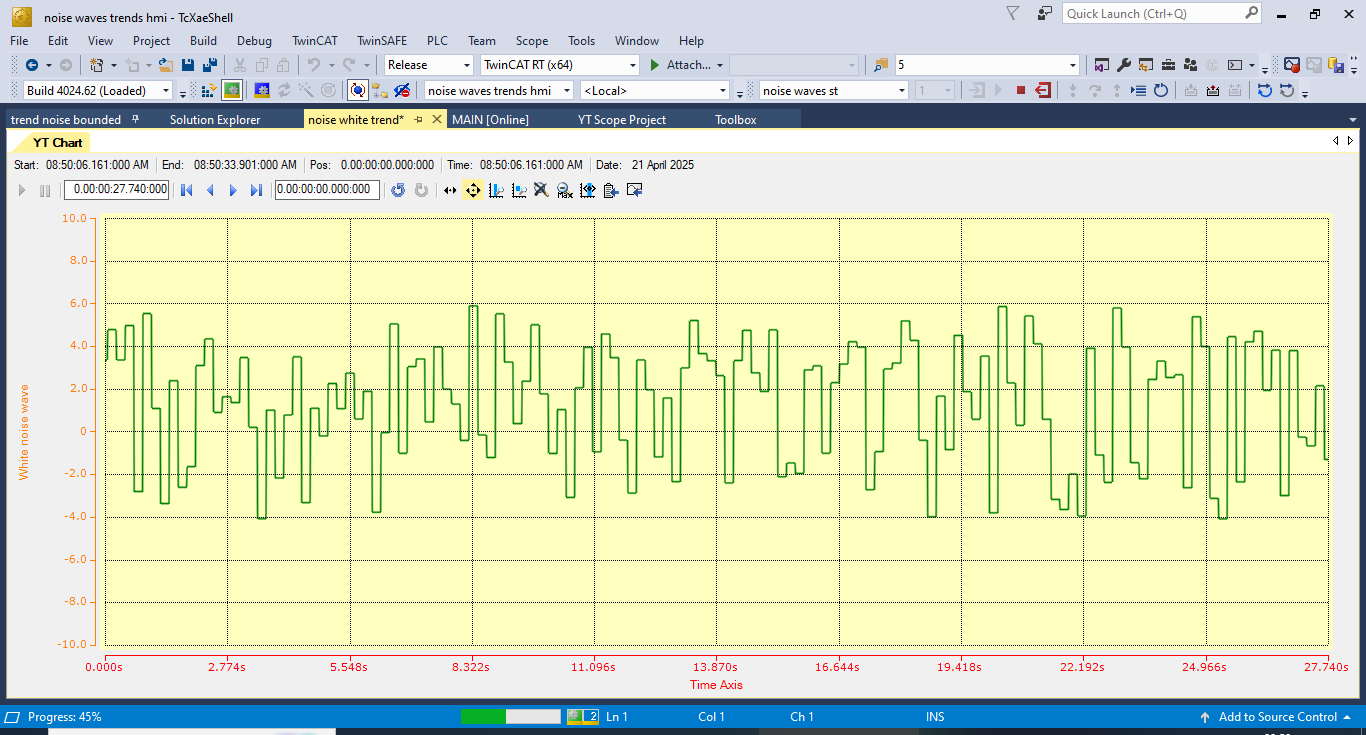 noise waves trends hmi - TcXaeShell
Quick Launch (Ctrl+Q)
File Edit View Project Build Debug TwinCAT TwinSAFE PLC Team Scope Tools Window Help
Release TwinCAT RT (x64) Attach... 5
Build 4024.62 (Loaded) noise waves trends hmi <Local> noise waves st 1
trend noise bounded Solution Explorer noise white trend* MAIN [Online] YT Scope Project Toolbox
YT Chart
Start: 08:50:06.161:000 AM End: 08:50:33.901:000 AM Pos: 0.00:00:00.000:000 Time: 08:50:06.161:000 AM Date: 21 April 2025
0.00:00:27.740:000 0.00:00:00.000:000 Max
10.0
8.0
6.0
4.0
2.0
0
-2.0
-4.0
-6.0
-8.0
-10.0
White noise wave
0.000s 2.774s 5.548s 8.322s 11.096s 13.870s 16.644s 19.418s 22.192s 24.966s 27.740s
Time Axis
Progress: 45% 2 Ln 1 Col 1 Ch 1 INS Add to Source Control